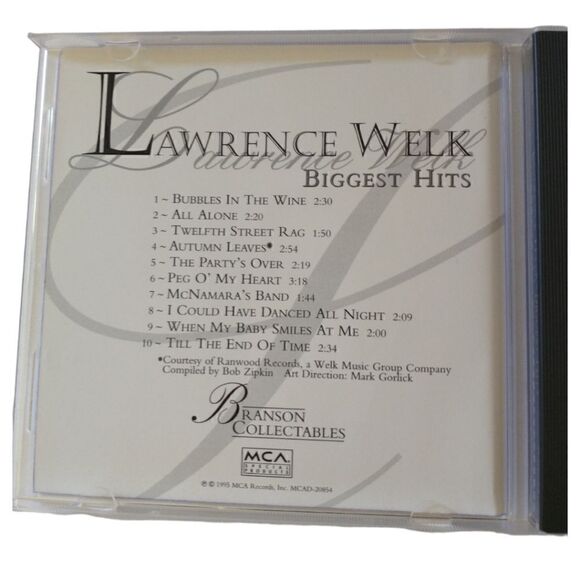 LAWRENCE WELK
Lawrence Welk
BIGGEST HITS
1 ~ BUBBLES IN THE WINE 2:30
2 ~ ALL ALONE 2:20
3 ~ TWELFTH STREET RAG 1:50
4 ~ AUTUMN LEAVES* 2:54
5 ~ THE PARTY'S OVER 2:19
6 ~ PEG O' MY HEART 3:18
7 ~ MCNAMARA'S BAND 1:44
8 ~ I COULD HAVE DANCED ALL NIGHT 2:09
9 ~ WHEN MY BABY SMILES AT ME 2:00
10 ~ TILL THE END OF TIME 2:34
*Courtesy of Ranwood Records, a Welk Music Group Company
Compiled by Bob Zipkin Art Direction: Mark Gorlick
BRANSON
COLLECTABLES
MCA
SPECIAL
PRODUCTS
℗ © 1995 MCA Records, Inc. MCAD-20854